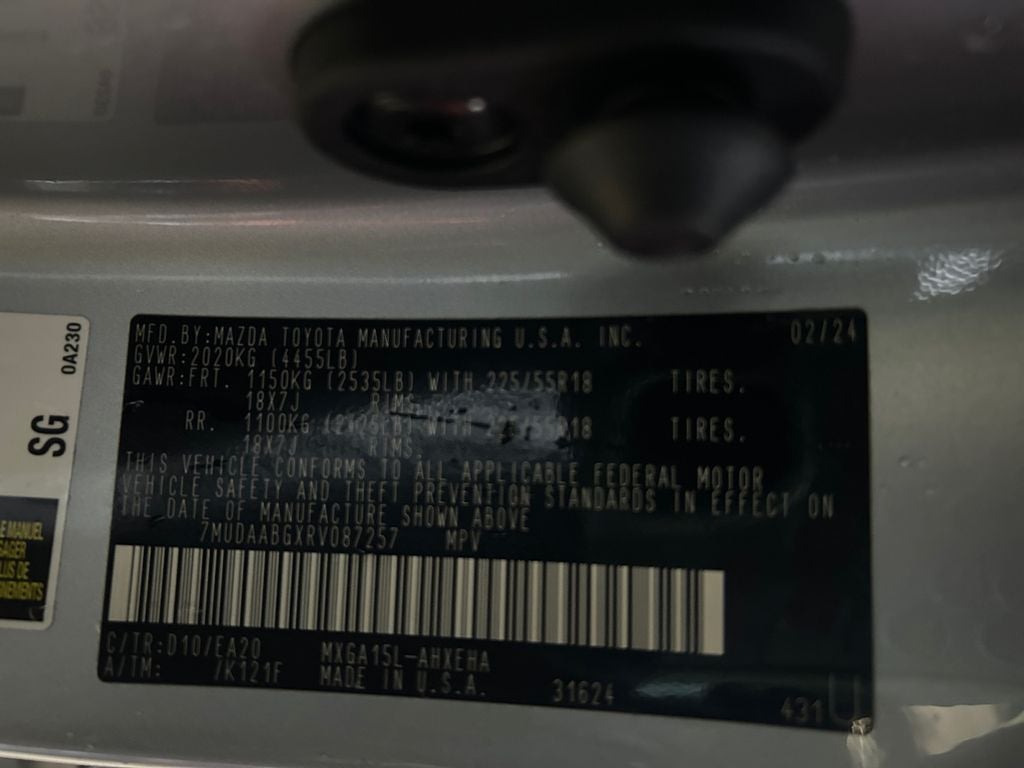 0A230
SG
E MANUEL
MFD.BY:MAZDA TOYOTA MANUFACTURING U.S.A. INC. 02/24
GVWR:2020KG (4455LB)
GAWR:FRT. 1150KG (2535LB) WITH 225/55R18 TIRES.
18X7J RIMS.
RR. 1100KG WITH TIRES.
18X7J RIMS.
THIS VEHICLE CONFORMS TO ALL APPLICABLE FEDERAL MOTOR
VEHICLE SAFETY AND THEFT PREVENTION STANDARDS IN EFFECT ON
THE DATE OF MANUFACTURE SHOWN ABOVE
7MUDAABGXRV087257 MPV
C/TR:D10/EA20 MXGA15L-AHXEHA
A/TM: /K121F MADE IN U.S.A. 31624 431 U